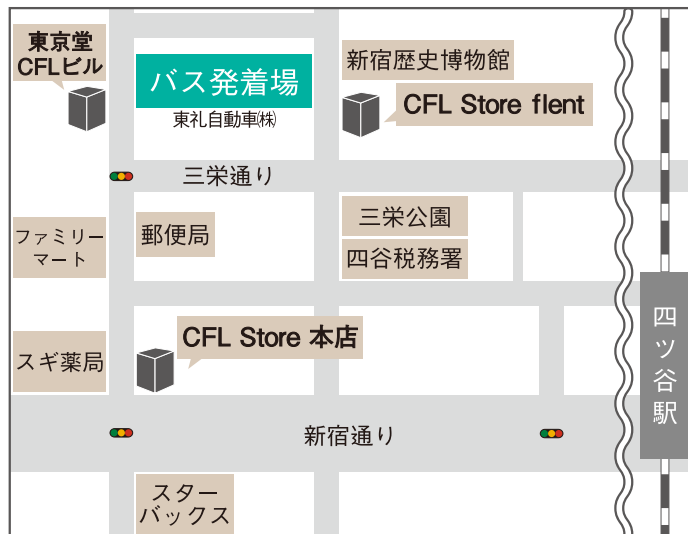 東京堂
CFLビル
バス発着場
東礼自動車㈱
新宿歴史博物館
CFL Store flent
三栄通り
ファミリー
マート
郵便局
三栄公園
四谷税務署
CFL Store 本店
スギ薬局
四ツ谷駅
新宿通り
スター
バックス